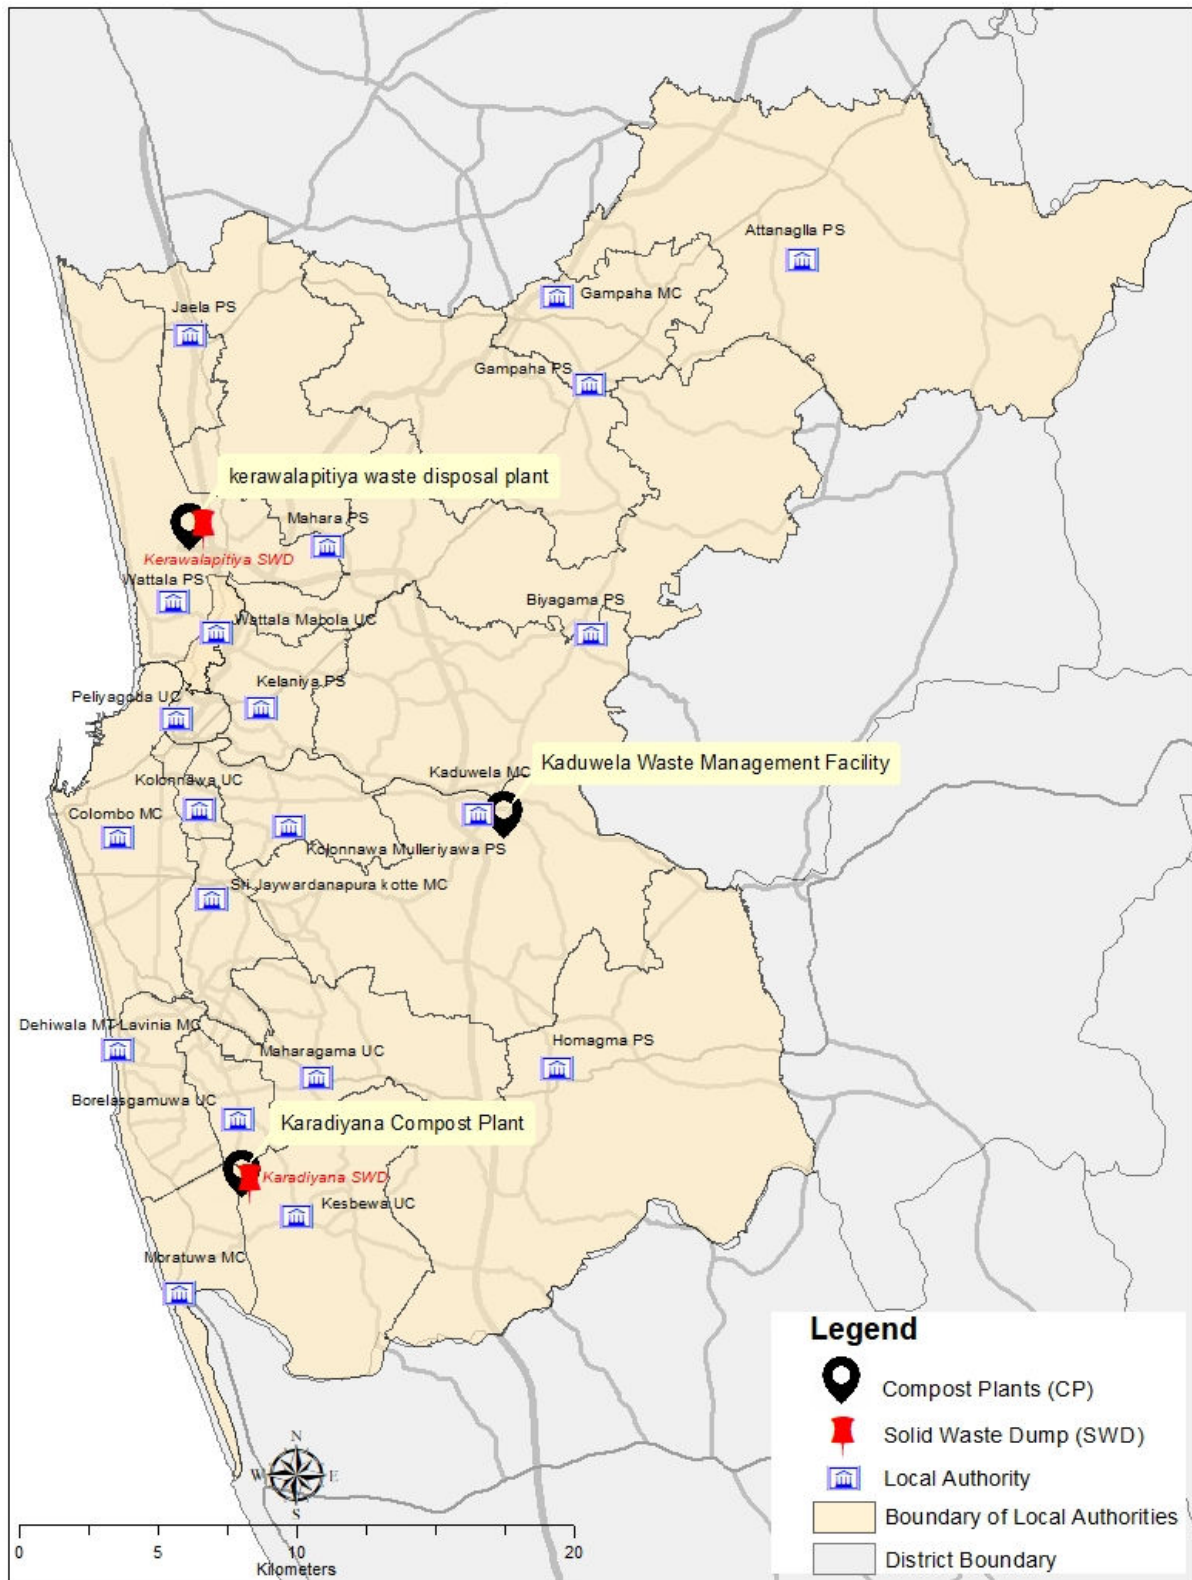 Attanaglla PS
Gampaha MC
Jaela PS
Gampaha PS
kerawalapitiya waste disposal plant
Mahara PS
Kerawalapitiya SWD
Wattala PS
Biyagama PS
Wattala Mabola UC
Kelaniya PS
Peliyagoda UC
Kaduwela Waste Management Facility
Kaduwela MC
Kolonnawa UC
Colombo MC
Kolonnawa Mulleriyawa PS
Sri Jaywardanapura kotte MC
Dehiwala MT Lavinia MC
Homagma PS
Maharagama UC
Borelasgamuwa UC
Karadiyana Compost Plant
Karadiyana SWD
Kesbewa UC
Moratuwa MC
Legend
Compost Plants (CP)
Solid Waste Dump (SWD)
Local Authority
Boundary of Local Authorities
District Boundary
N
W E
S
0 5 10 20
Kilometers